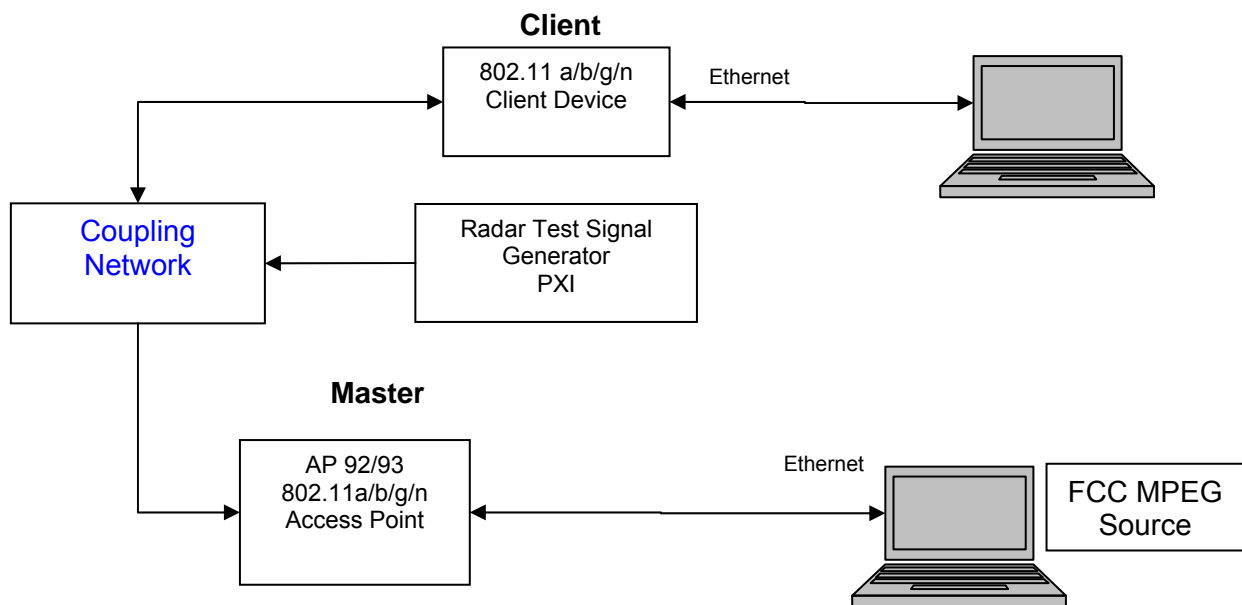 Client
802.11 a/b/g/n
Client Device
Ethernet
Coupling
Network
Radar Test Signal
Generator
PXI
Master
AP 92/93
802.11a/b/g/n
Access Point
Ethernet
FCC MPEG
Source